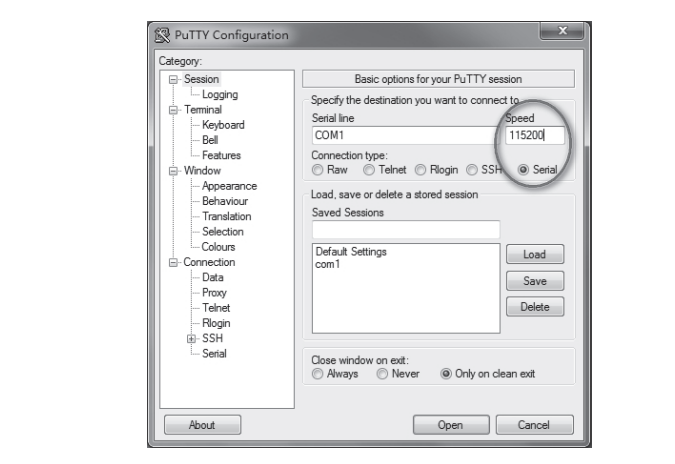 PuTTY Configuration
Category:
Session
Logging
Terminal
Keyboard
Bell
Features
Window
Appearance
Behaviour
Translation
Selection
Colours
Connection
Data
Proxy
Telnet
Rlogin
SSH
Serial
Basic options for your PuTTY session
Specify the destination you want to connect to
Serial line Speed
COM1 115200
Connection type:
Raw Telnet Rlogin SSH Serial
Load, save or delete a stored session
Saved Sessions
Default Settings
com1
Load
Save
Delete
Close window on exit:
Always Never Only on clean exit
About Open Cancel